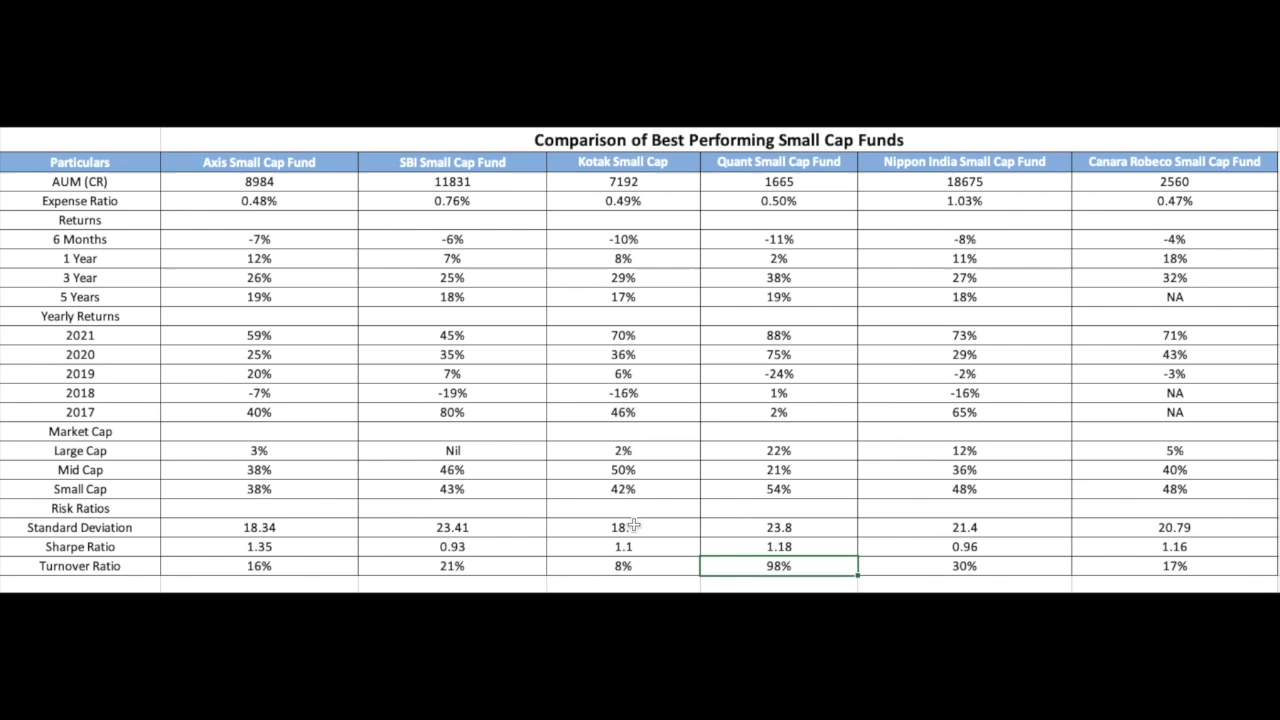 Comparison of Best Performing Small Cap Funds
Particulars Axis Small Cap Fund SBI Small Cap Fund Kotak Small Cap Quant Small Cap Fund Nippon India Small Cap Fund Canara Robeco Small Cap Fund
AUM (CR) 8984 11831 7192 1665 18675 2560
Expense Ratio 0.48% 0.76% 0.49% 0.50% 1.03% 0.47%
Returns
6 Months -7% -6% -10% -11% -8% -4%
1 Year 12% 7% 8% 2% 11% 18%
3 Year 26% 25% 29% 38% 27% 32%
5 Years 19% 18% 17% 19% 18% NA
Yearly Returns
2021 59% 45% 70% 88% 73% 71%
2020 25% 35% 36% 75% 29% 43%
2019 20% 7% 6% -24% -2% -3%
2018 -7% -19% -16% 1% -16% NA
2017 40% 80% 46% 2% 65% NA
Market Cap
Large Cap 3% Nil 2% 22% 12% 5%
Mid Cap 38% 46% 50% 21% 36% 40%
Small Cap 38% 43% 42% 54% 48% 48%
Risk Ratios
Standard Deviation 18.34 23.41 23.8 21.4 20.79
Sharpe Ratio 1.35 0.93 1.1 1.18 0.96 1.16
Turnover Ratio 16% 21% 8% 98% 30% 17%